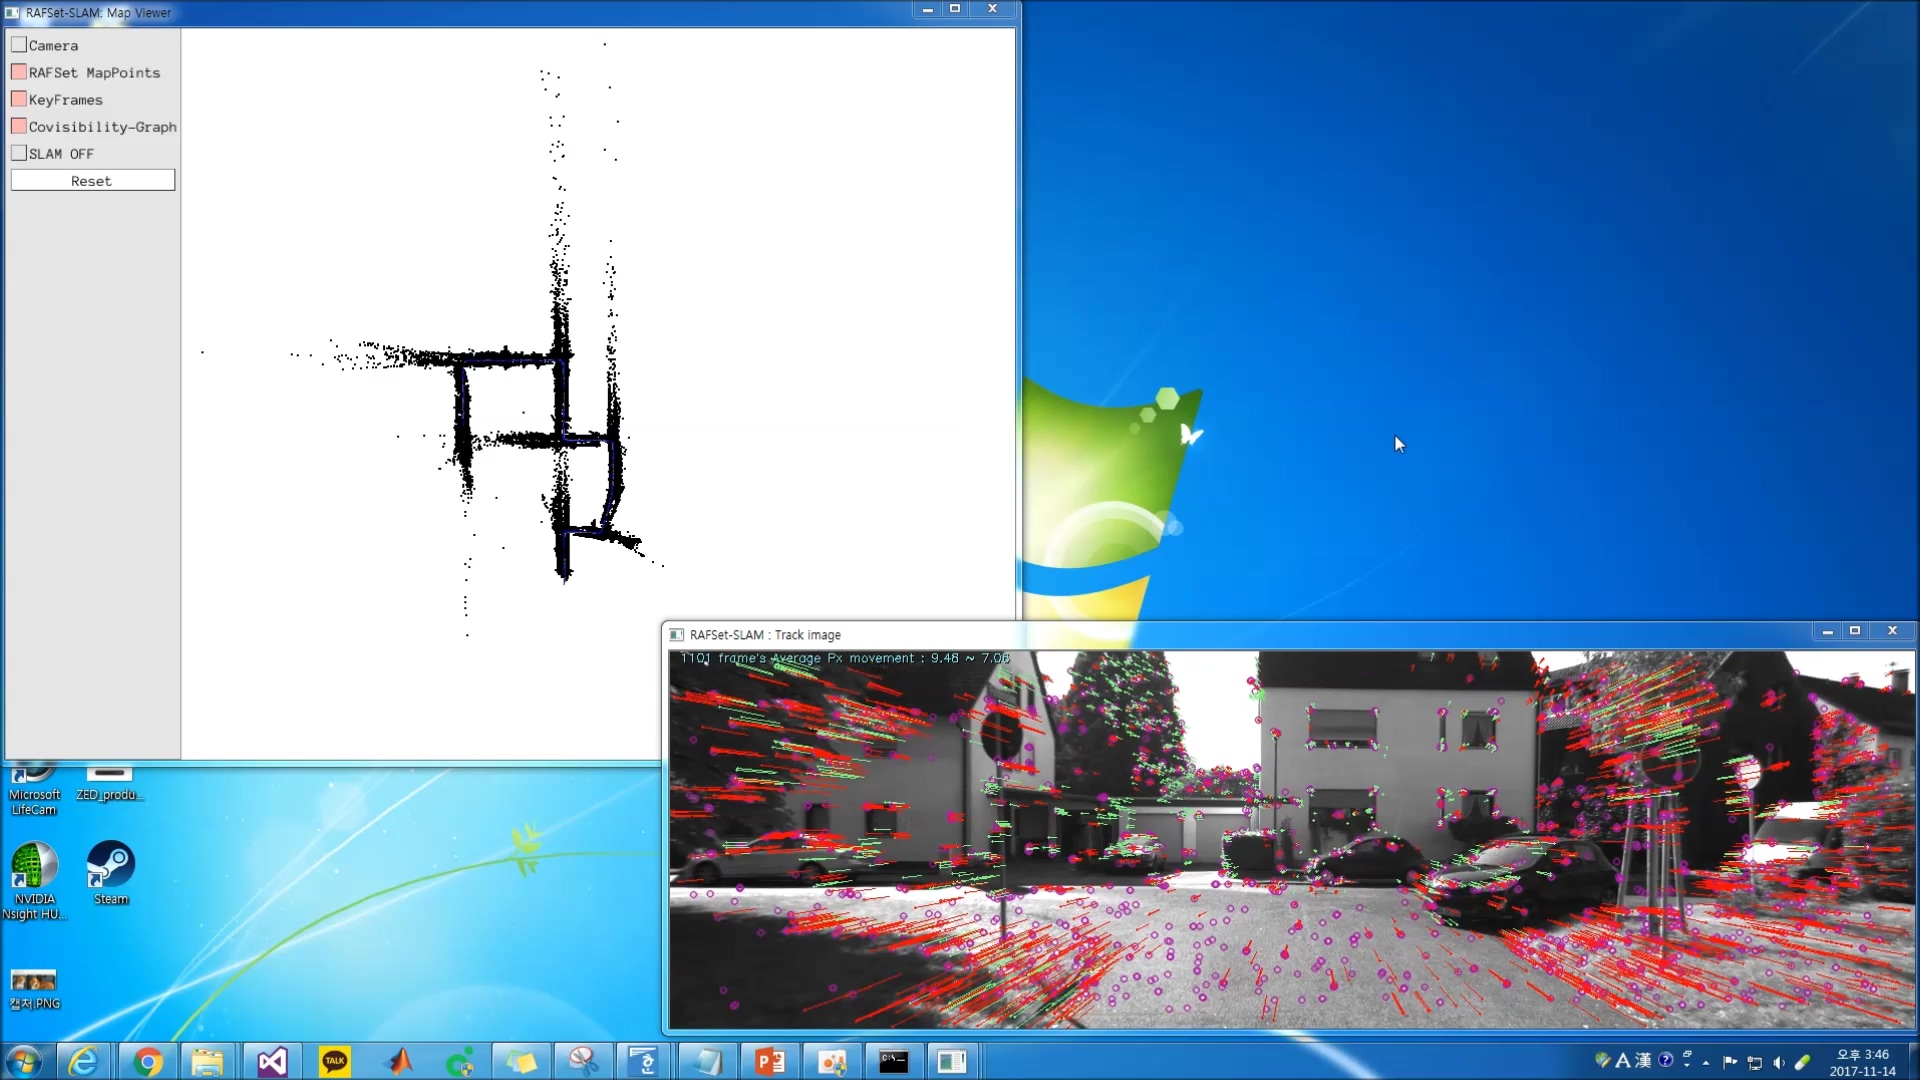 RAFSet-SLAM: Map Viewer
Camera
RAFSet MapPoints
KeyFrames
Covisibility-Graph
SLAM OFF
Reset
RAFSet-SLAM : Track image
1101 frame's Average Px movement : 9.48 ~ 7.06
Microsoft
LifeCam
ZED_produ...
NVIDIA
Nsight HU...
Steam
캡처.PNG
TALK
C:\_
A 漢
오후 3:46
2017-11-14